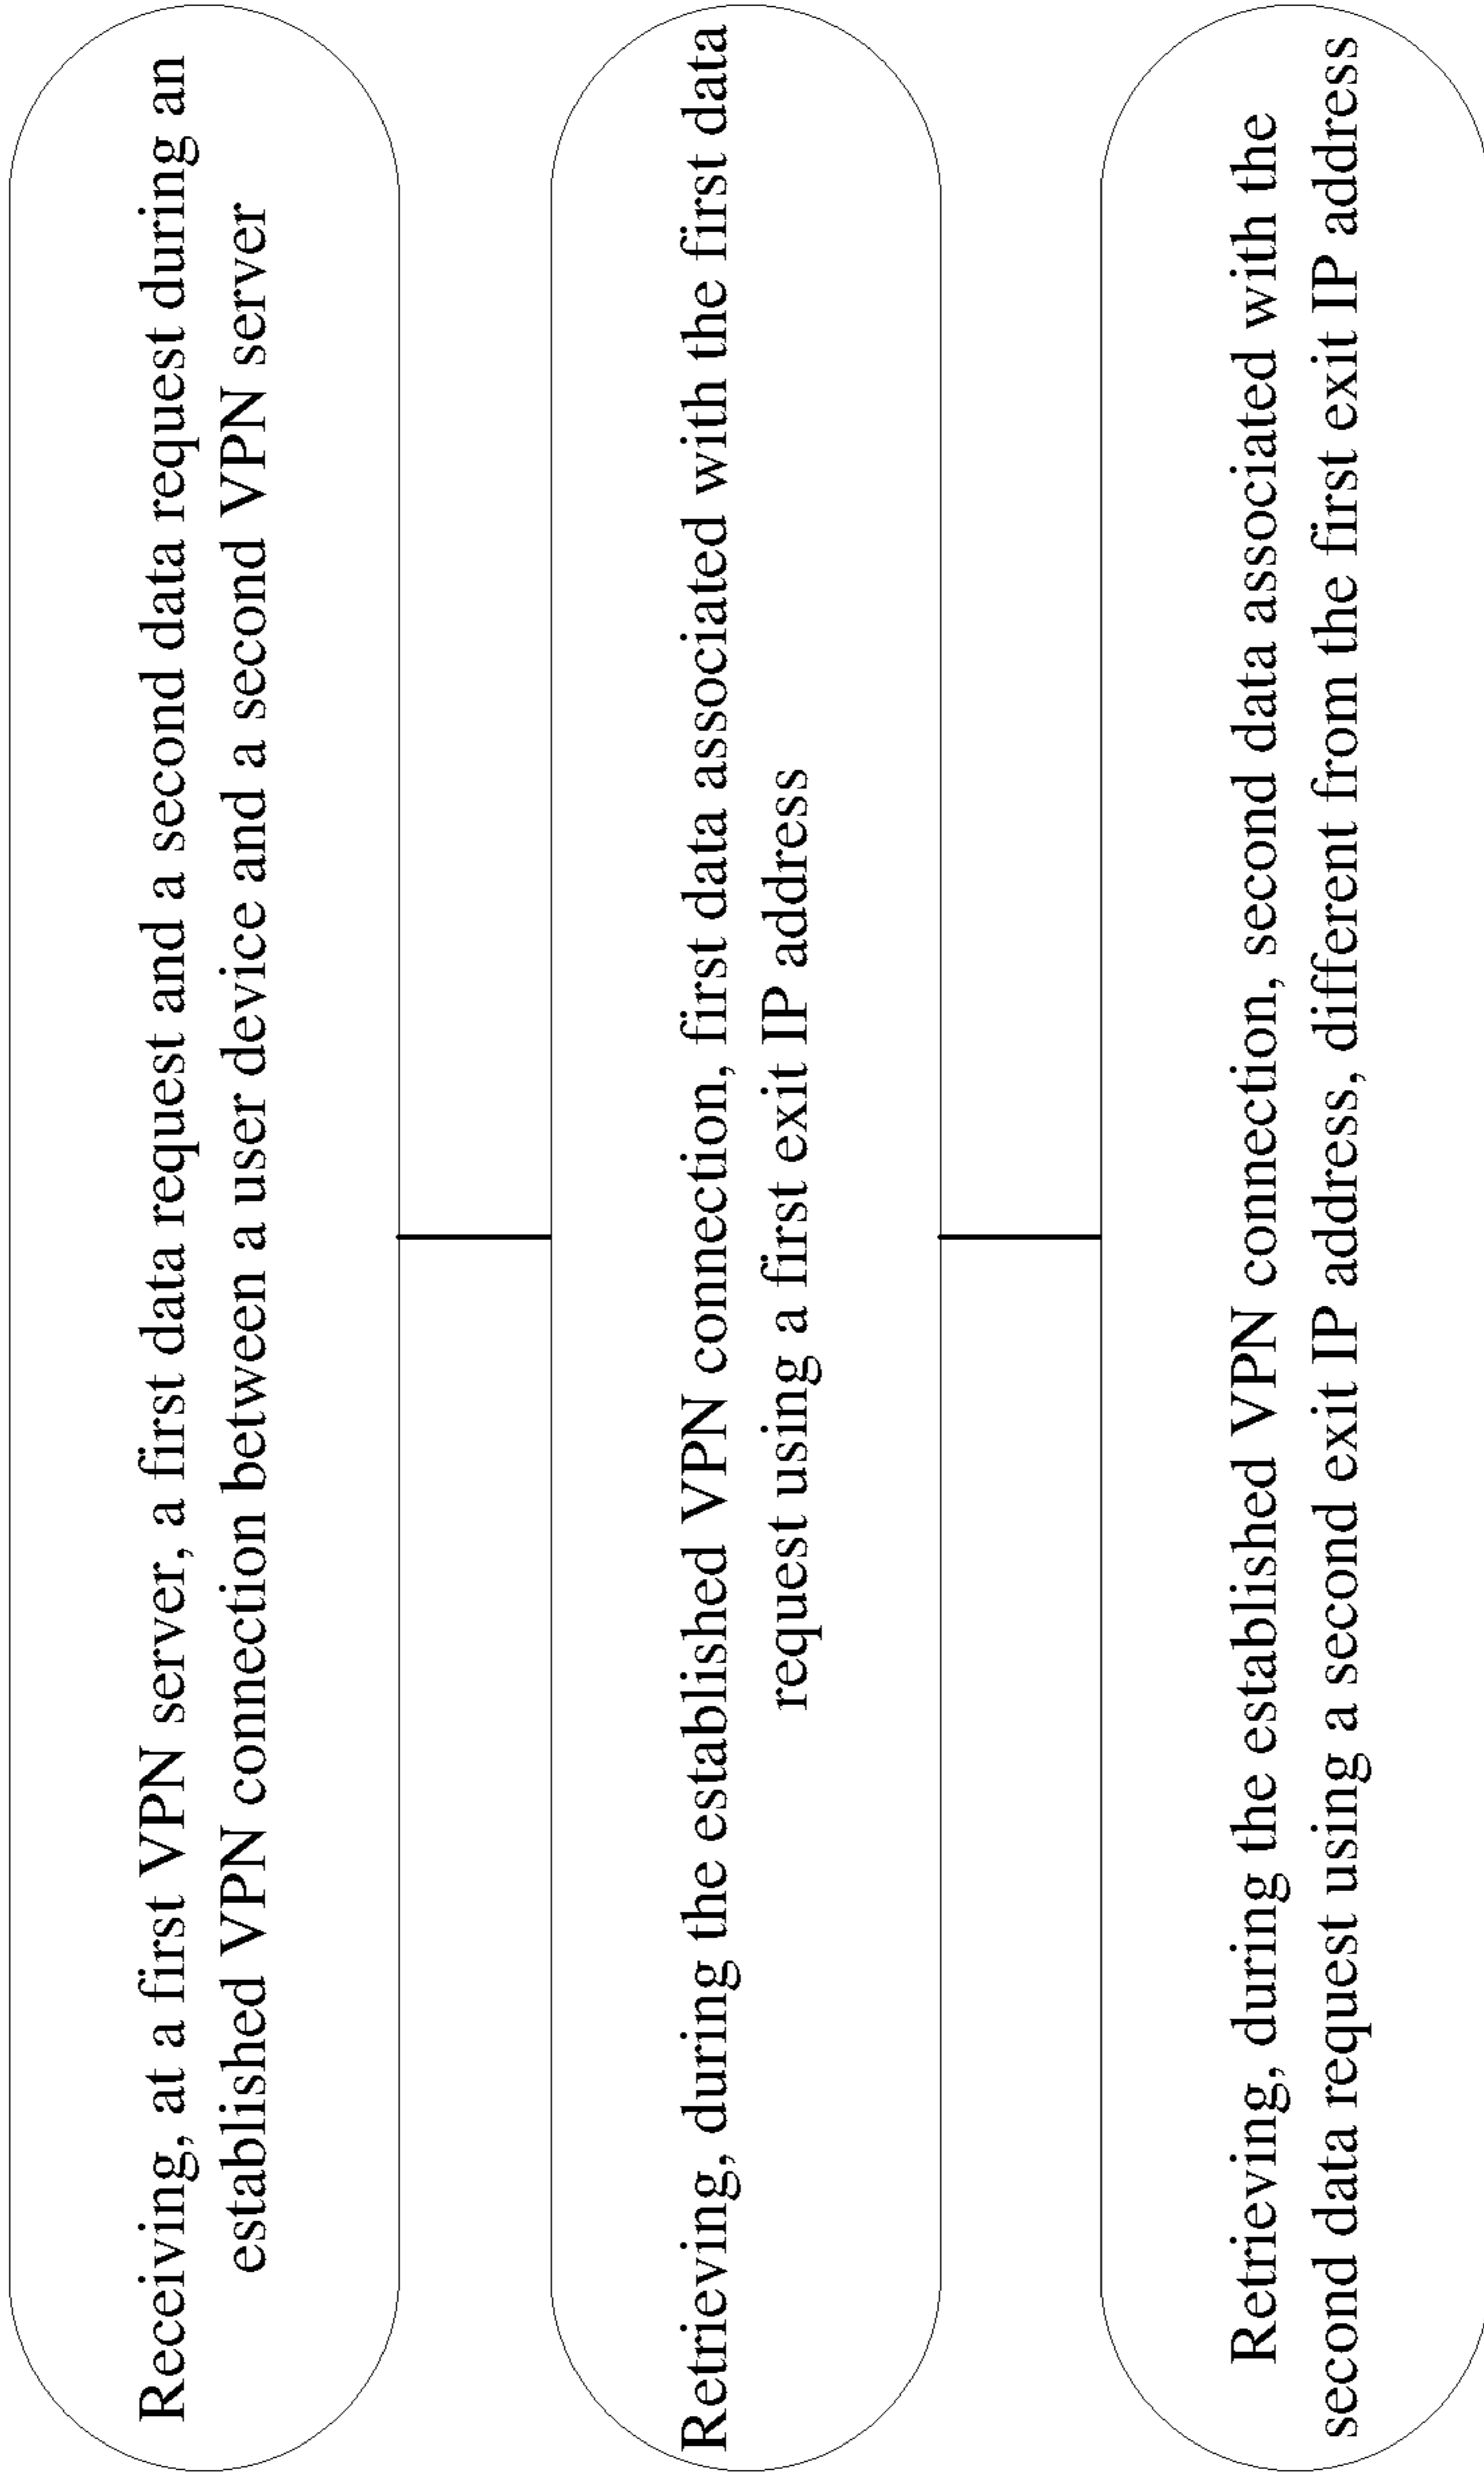 Receiving, at a first VPN server, a first data request and a second data request during an
established VPN connection between a user device and a second VPN server
Retrieving, during the established VPN connection, first data associated with the first data
request using a first exit IP address
Retrieving, during the established VPN connection, second data associated with the
second data request using a second exit IP address, different from the first exit IP address